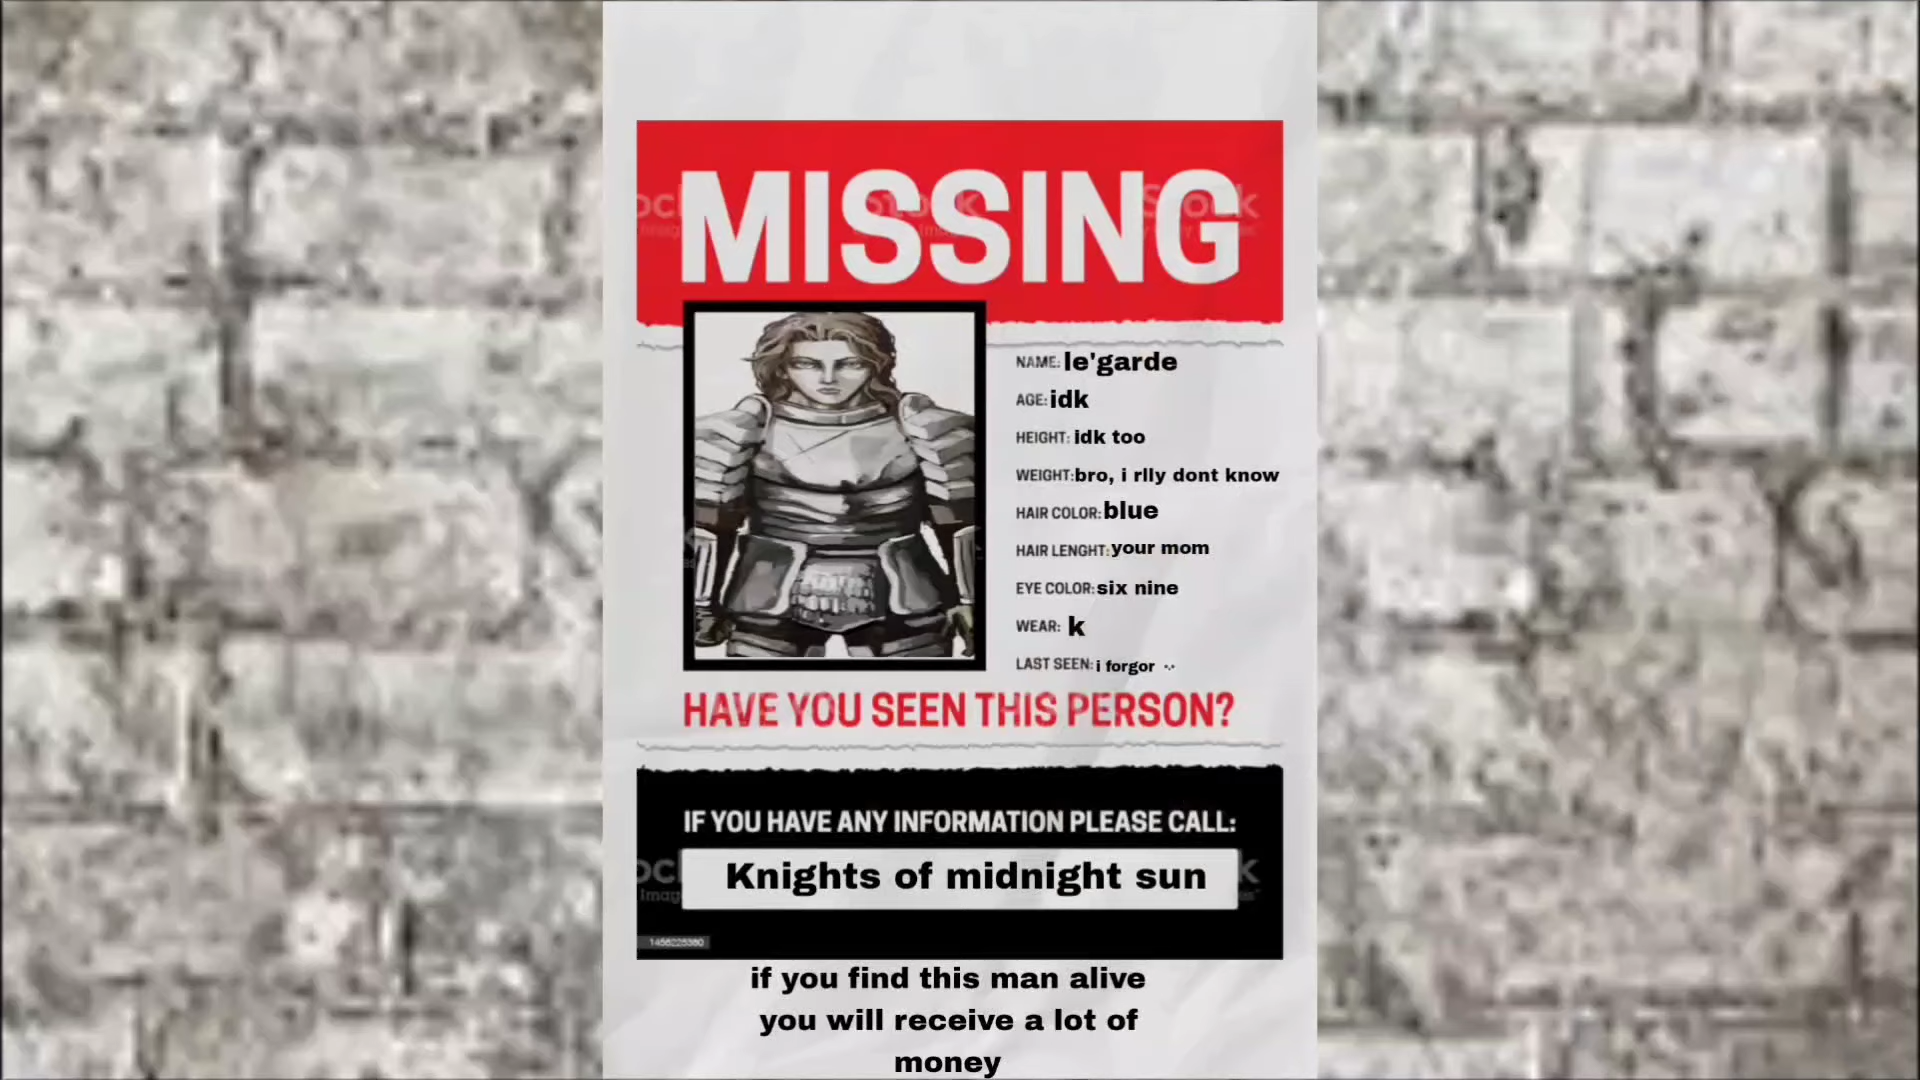 MISSING
NAME: le'garde
AGE: idk
HEIGHT: idk too
WEIGHT: bro, i rlly dont know
HAIR COLOR: blue
HAIR LENGHT: your mom
EYE COLOR: six nine
WEAR: k
LAST SEEN: i forgor
HAVE YOU SEEN THIS PERSON?
IF YOU HAVE ANY INFORMATION PLEASE CALL:
Knights of midnight sun
1456225380
if you find this man alive
you will receive a lot of
money